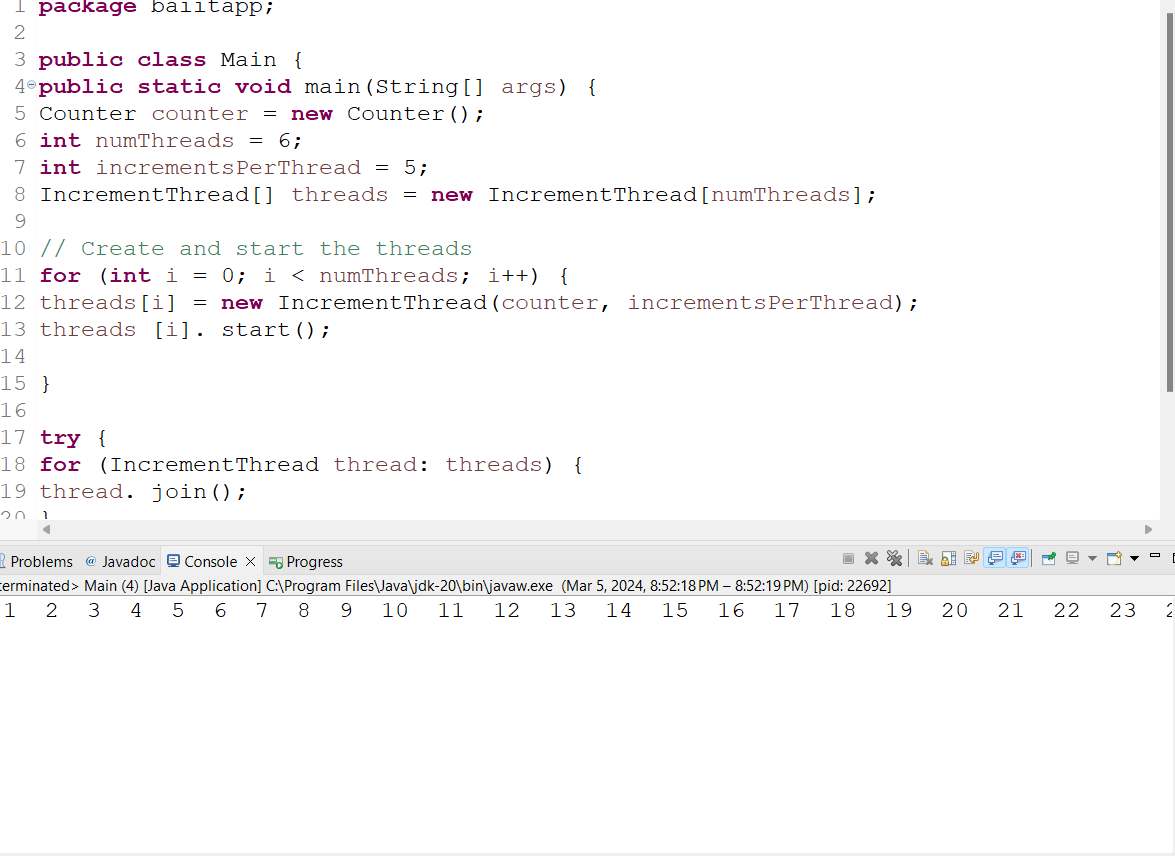 1 package baiitapp;
2
3 public class Main {
4 public static void main(String[] args) {
5 Counter counter = new Counter();
6 int numThreads = 6;
7 int incrementsPerThread = 5;
8 IncrementThread[] threads = new IncrementThread[numThreads];
9
10 // Create and start the threads
11 for (int i = 0; i < numThreads; i++) {
12 threads[i] = new IncrementThread(counter, incrementsPerThread);
13 threads [i]. start();
14
15 }
16
17 try {
18 for (IncrementThread thread: threads) {
19 thread. join();
20 }
Problems @ Javadoc Console Progress
terminated> Main (4) [Java Application] C:\Program Files\Java\jdk-20\bin\javaw.exe (Mar 5, 2024, 8:52:18 PM – 8:52:19 PM) [pid: 22692]
1 2 3 4 5 6 7 8 9 10 11 12 13 14 15 16 17 18 19 20 21 22 23